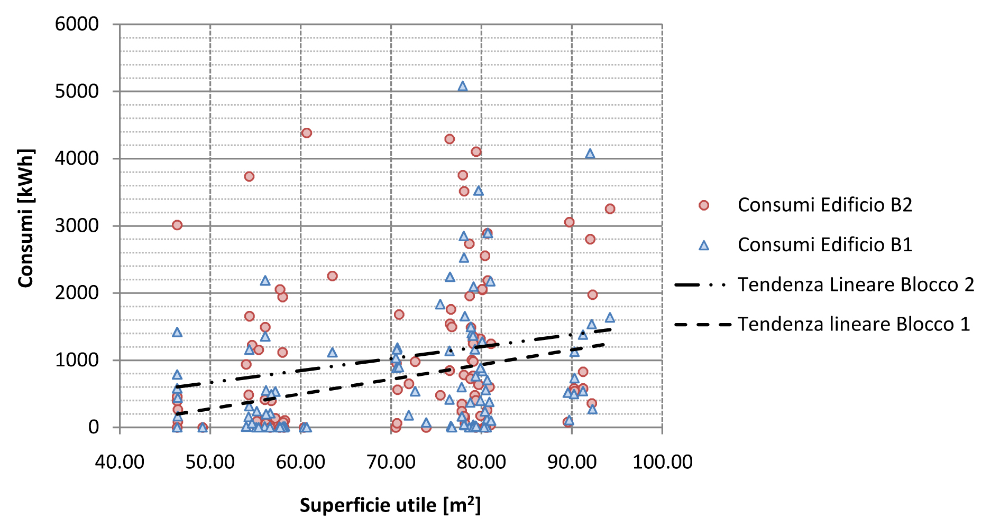 6000
5000
4000
3000
2000
1000
0
40.00 50.00 60.00 70.00 80.00 90.00 100.00
Consumi [kWh]
Superficie utile [m²]
Consumi Edificio B2
Consumi Edificio B1
Tendenza Lineare Blocco 2
Tendenza lineare Blocco 1